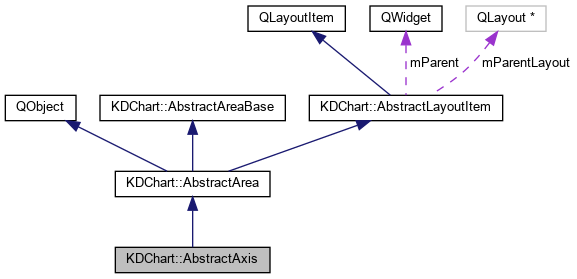 QLayoutItem
QWidget
QLayout *
mParent
mParentLayout
QObject
KDChart::AbstractAreaBase
KDChart::AbstractLayoutItem
KDChart::AbstractArea
KDChart::AbstractAxis